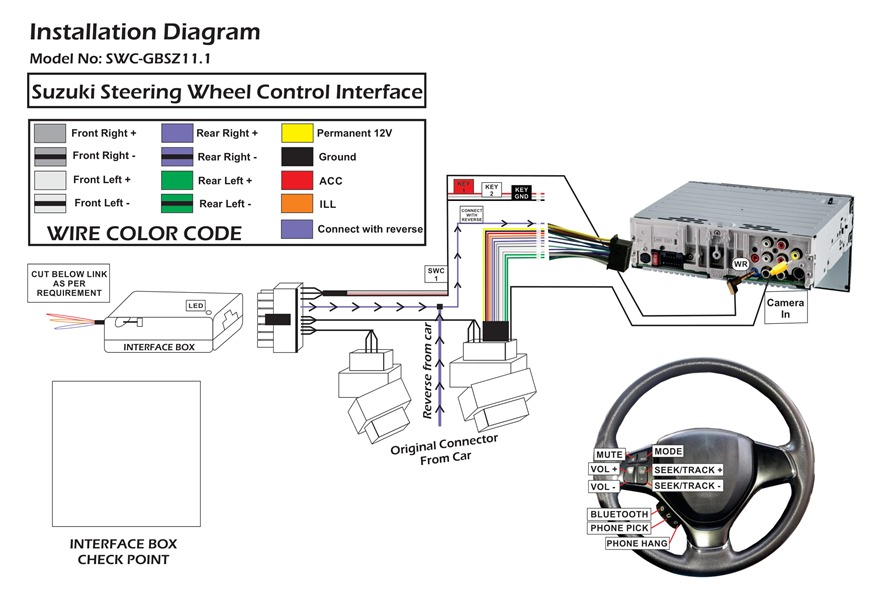 Installation Diagram
Model No: SWC-GBSZ11.1
Suzuki Steering Wheel Control Interface
Front Right +
Rear Right +
Permanent 12V
Front Right -
Rear Right -
Ground
Front Left +
Rear Left +
ACC
Front Left -
Rear Left -
ILL
WIRE COLOR CODE
Connect with reverse
KEY
1
KEY
2
KEY
GND
CONNECT
WITH
REVERSE
SWC
1
WR
Camera
In
CUT BELOW LINK
AS PER
REQUIREMENT
LED
INTERFACE BOX
Reverse from car
Original Connector
From Car
INTERFACE BOX
CHECK POINT
MUTE
MODE
VOL +
SEEK/TRACK +
VOL -
SEEK/TRACK -
BLUETOOTH
PHONE PICK
PHONE HANG